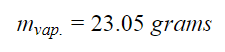 m_vap. = 23.05 grams